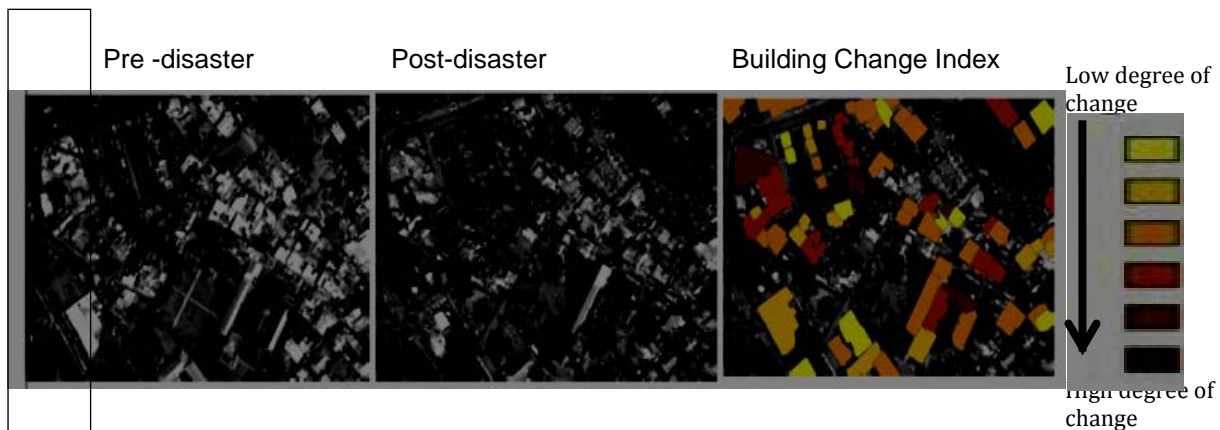 Pre -disaster
Post-disaster
Building Change Index
Low degree of
change
High degree of
change